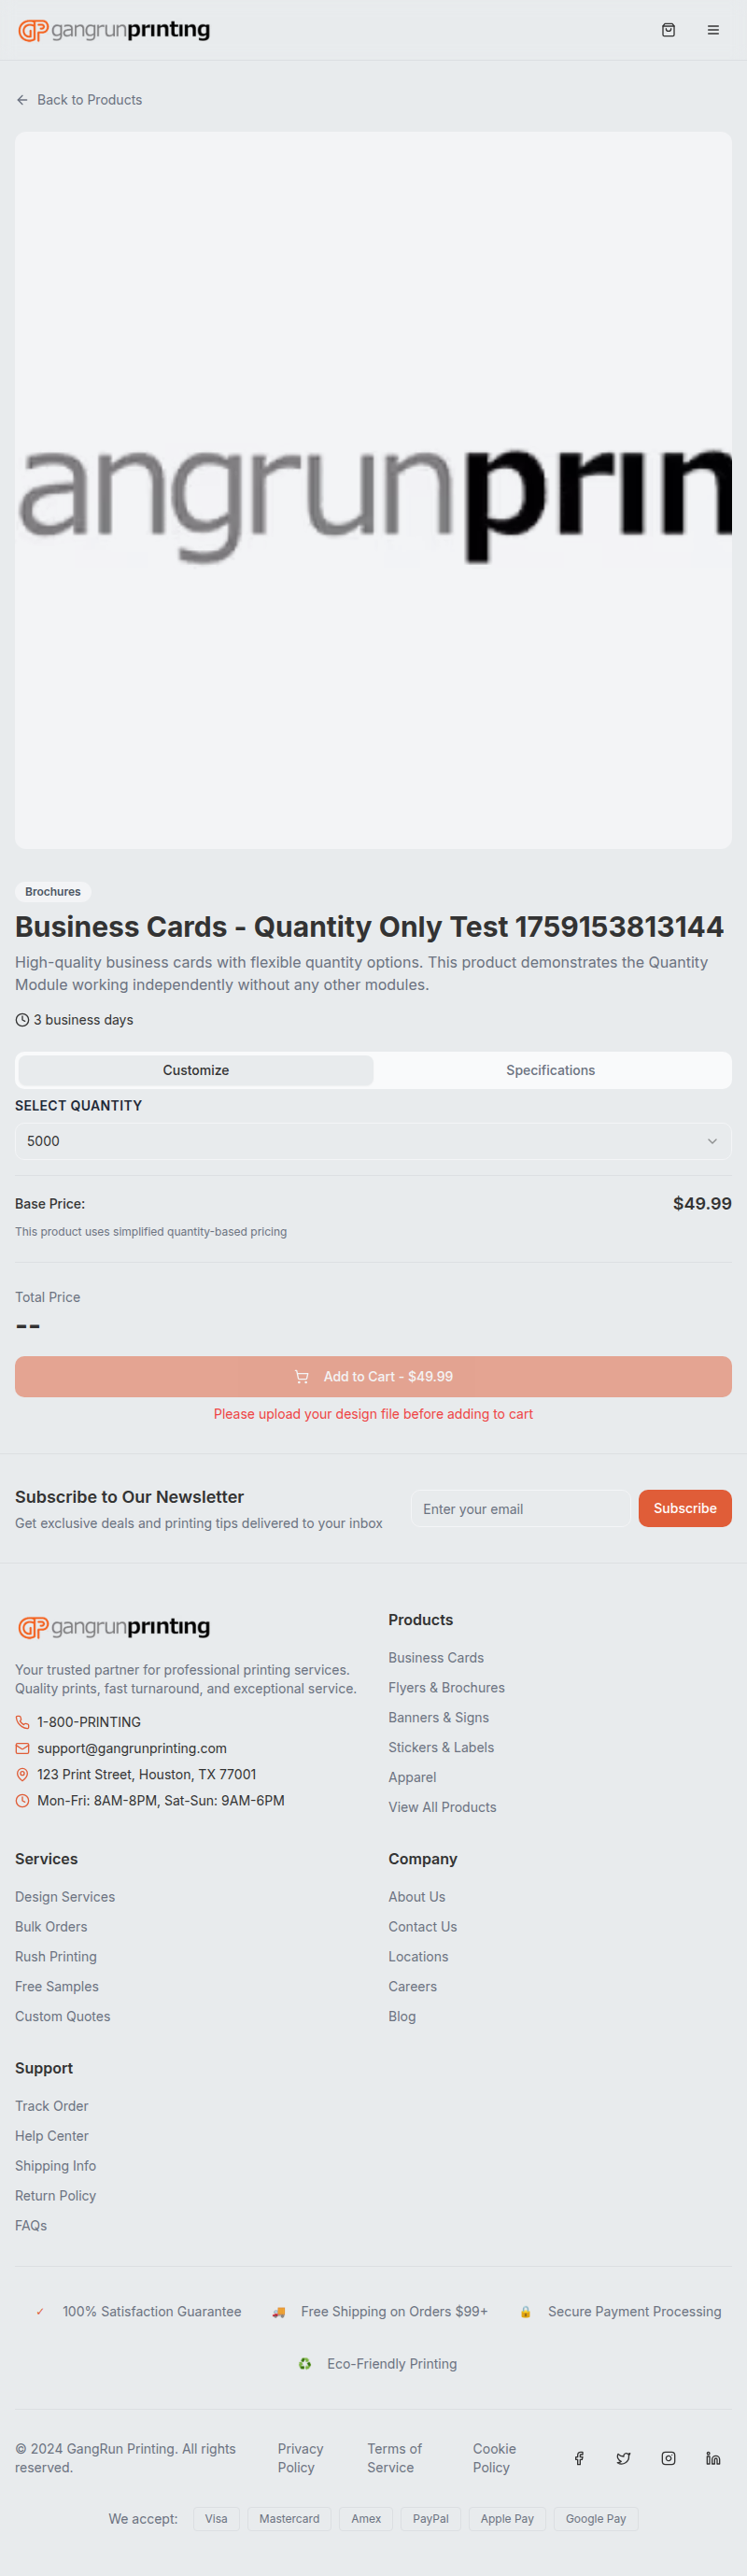 gangrunprinting
Back to Products
angrunprin
Brochures
Business Cards - Quantity Only Test 1759153813144
High-quality business cards with flexible quantity options. This product demonstrates the Quantity
Module working independently without any other modules.
3 business days
Customize
Specifications
SELECT QUANTITY
5000
Base Price:
$49.99
This product uses simplified quantity-based pricing
Total Price
--
Add to Cart - $49.99
Please upload your design file before adding to cart
Subscribe to Our Newsletter
Get exclusive deals and printing tips delivered to your inbox
Enter your email
Subscribe
gangrunprinting
Your trusted partner for professional printing services.
Quality prints, fast turnaround, and exceptional service.
1-800-PRINTING
support@gangrunprinting.com
123 Print Street, Houston, TX 77001
Mon-Fri: 8AM-8PM, Sat-Sun: 9AM-6PM
Products
Business Cards
Flyers & Brochures
Banners & Signs
Stickers & Labels
Apparel
View All Products
Services
Design Services
Bulk Orders
Rush Printing
Free Samples
Custom Quotes
Company
About Us
Contact Us
Locations
Careers
Blog
Support
Track Order
Help Center
Shipping Info
Return Policy
FAQs
100% Satisfaction Guarantee
Free Shipping on Orders $99+
Secure Payment Processing
Eco-Friendly Printing
© 2024 GangRun Printing. All rights
reserved.
Privacy
Policy
Terms of
Service
Cookie
Policy
We accept:
Visa
Mastercard
Amex
PayPal
Apple Pay
Google Pay